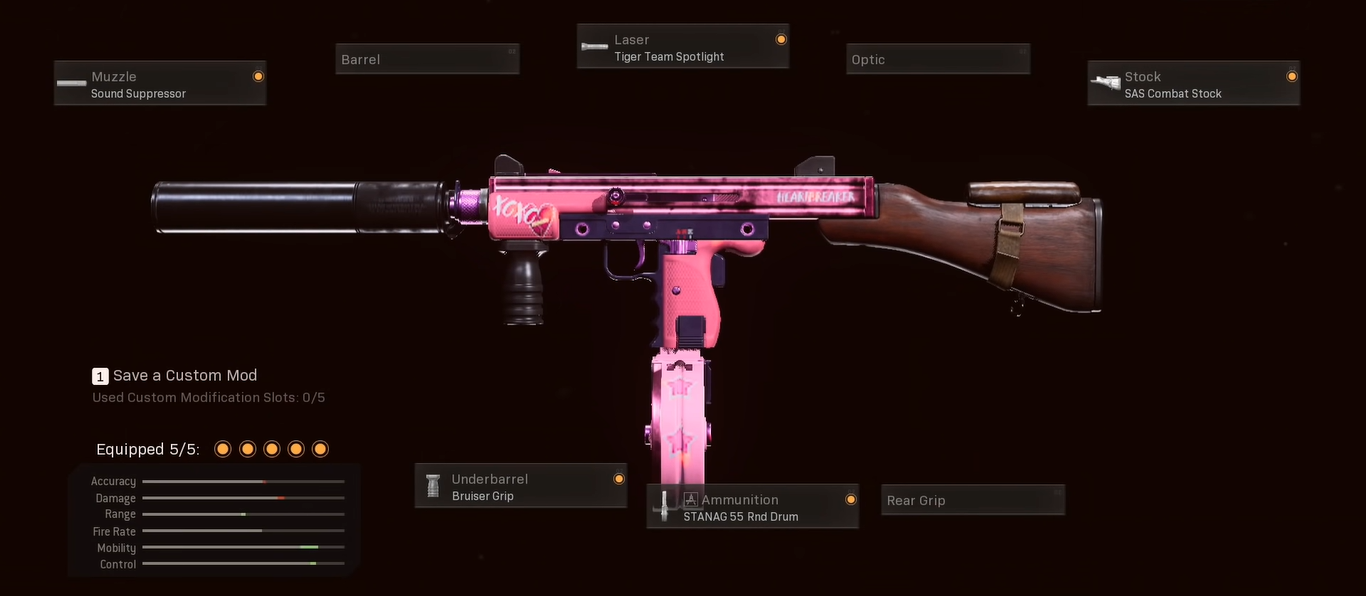 Laser
Tiger Team Spotlight
Barrel
Optic
Muzzle
Sound Suppressor
Stock
SAS Combat Stock
HEARTBREAKER
XOXO
1 Save a Custom Mod
Used Custom Modification Slots: 0/5
Equipped 5/5:
Accuracy
Damage
Range
Fire Rate
Mobility
Control
Underbarrel
Bruiser Grip
A Ammunition
STANAG 55 Rnd Drum
Rear Grip